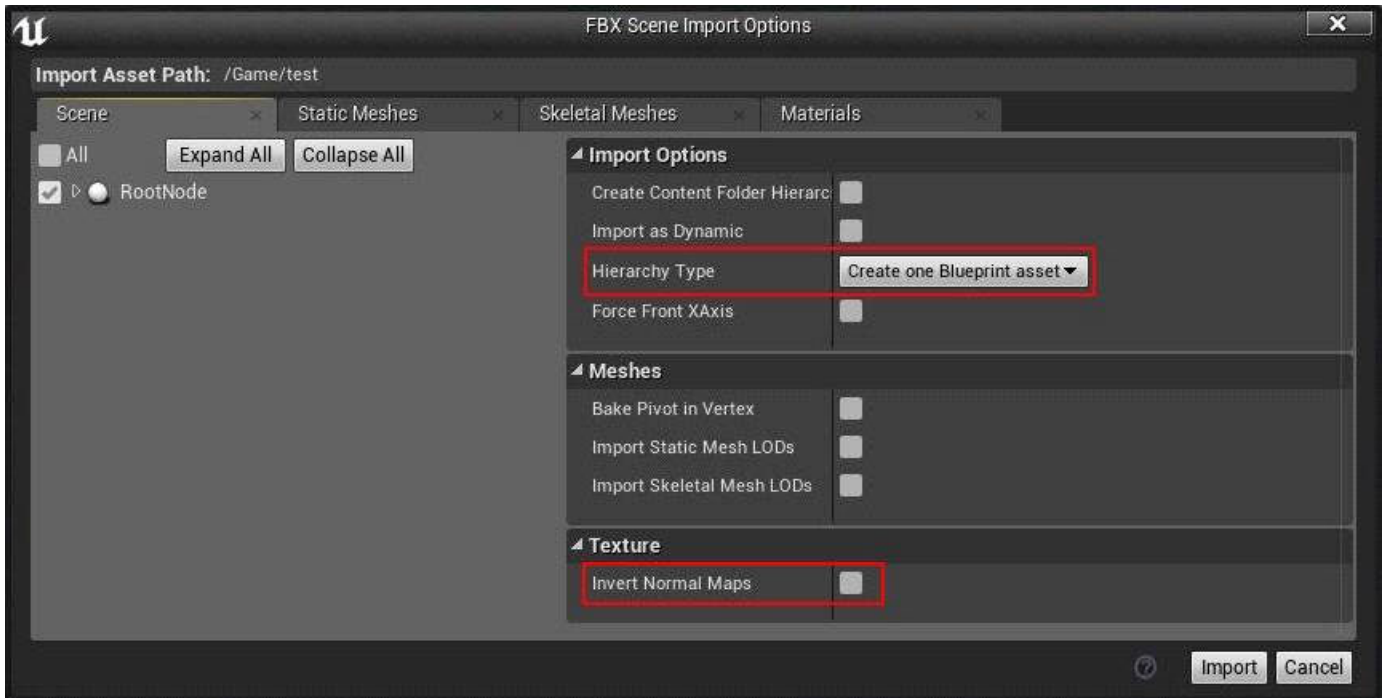 FBX Scene Import Options
Import Asset Path: /Game/test
Scene Static Meshes Skeletal Meshes Materials
All Expand All Collapse All
RootNode
Import Options
Create Content Folder Hierarc
Import as Dynamic
Hierarchy Type Create one Blueprint asset
Force Front XAxis
Meshes
Bake Pivot in Vertex
Import Static Mesh LODs
Import Skeletal Mesh LODs
Texture
Invert Normal Maps
Import Cancel